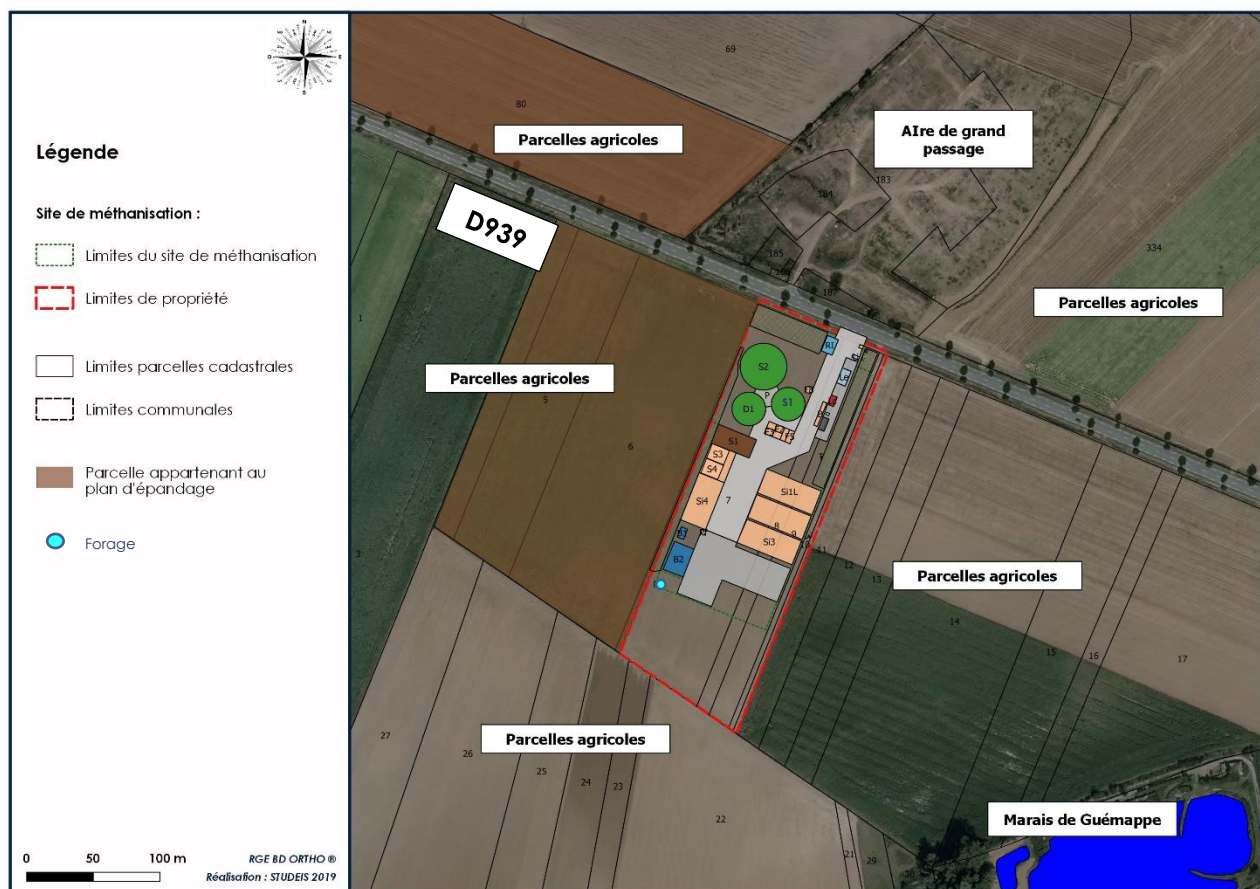 N
O
E
S
Légende
Site de méthanisation :
Limites du site de méthanisation
Limites de propriété
Limites parcelles cadastrales
Limites communales
Parcelle appartenant au
plan d'épandage
Forage
0 50 100 m
RGE BD ORTHO ®
Réalisation : STUDEIS 2019
69
80
Parcelles agricoles
AIre de grand
passage
183
184
185
187
334
Parcelles agricoles
D939
1
Parcelles agricoles
5
6
3
R1
S2
P
S1
D1
S1
S3
S4
Si4
7
Si1L
8
9
Si3
B2
10
11
12
13
14
15
16
17
Parcelles agricoles
Parcelles agricoles
27
26
25
24
23
22
21
29
Marais de Guémappe